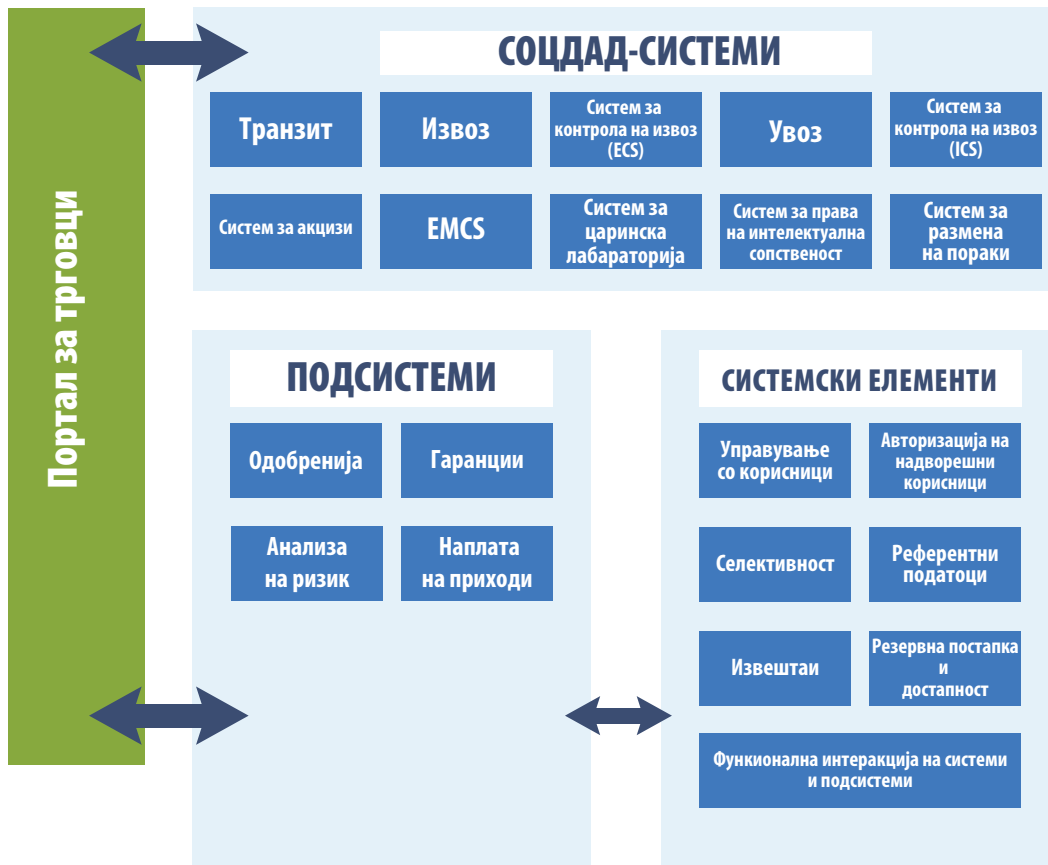 Портал за трговци
СОЦДАД-СИСТЕМИ
Транзит
Извоз
Систем за
контрола на извоз
(ECS)
Увоз
Систем за
контрола на извоз
(ICS)
Систем за акцизи
EMCS
Систем за
царинска
лабараторија
Систем за права
на интелектуална
сопственост
Систем за
размена
на пораки
ПОДСИСТЕМИ
Одобренија
Гаранции
Анализа
на ризик
Наплата
на приходи
СИСТЕМСКИ ЕЛЕМЕНТИ
Управување
со корисници
Авторизација на
надворешни
корисници
Селективност
Референтни
податоци
Извештаи
Резервна постапка
и
достапност
Функионална интеракција на системи
и подсистеми